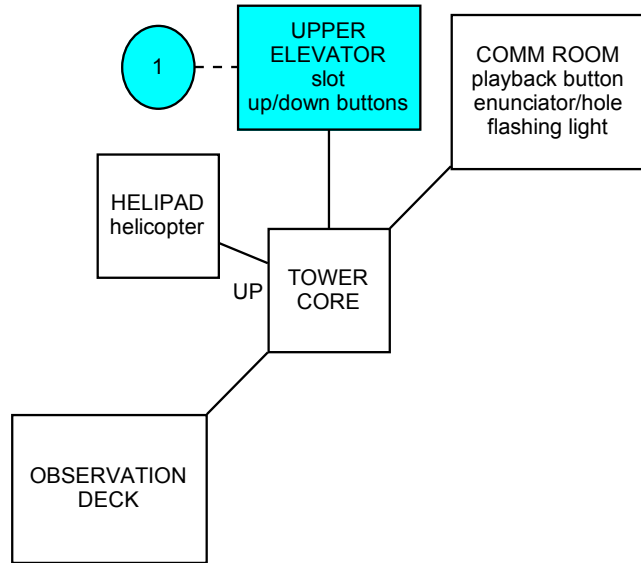 1
UPPER
ELEVATOR
slot
up/down buttons
COMM ROOM
playback button
enunciator/hole
flashing light
HELIPAD
helicopter
UP
TOWER
CORE
OBSERVATION
DECK